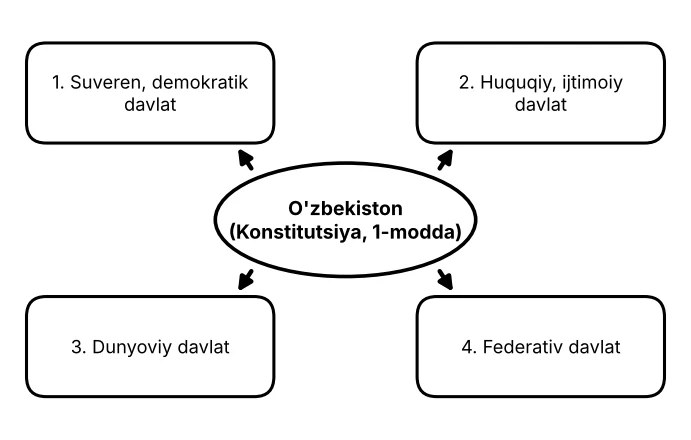 1. Suveren, demokratik
davlat
2. Huquqiy, ijtimoiy
davlat
O'zbekiston
(Konstitutsiya, 1-modda)
3. Dunyoviy davlat
4. Federativ davlat